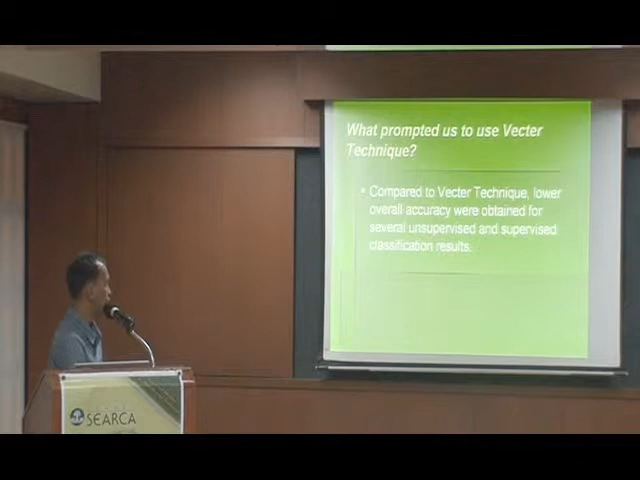 What prompted us to use Vecter
Technique?
• Compared to Vecter Technique, lower
overall accuracy were obtained for
several unsupervised and supervised
classification results.
SEARCA